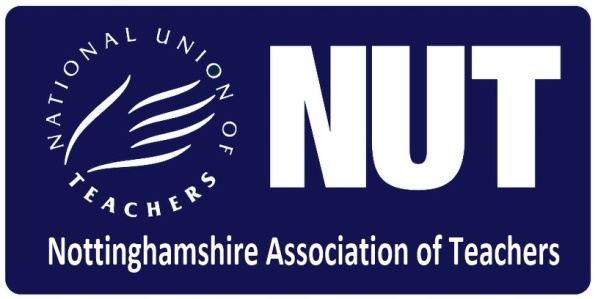 NATIONAL UNION OF
TEACHERS
NUT
Nottinghamshire Association of Teachers